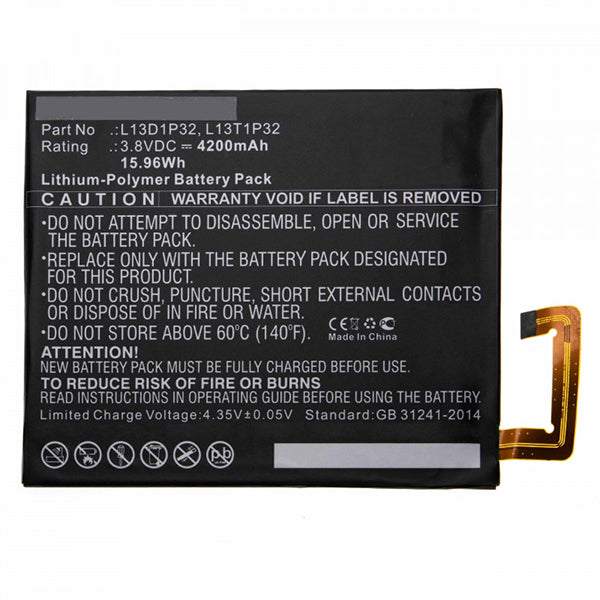 Part No .:L13D1P32, L13T1P32
Rating :3.8VDC ⎓ 4200mAh
15.96Wh
Lithium-Polymer Battery Pack
CAUTION WARRANTY VOID IF LABEL IS REMOVED
•DO NOT ATTEMPT TO DISASSEMBLE, OPEN OR SERVICE
THE BATTERY PACK.
•REPLACE ONLY WITH THE BATTERY PACK DESIGNATED
FOR THIS PRODUCT.
•DO NOT CRUSH, PUNCTURE, SHORT EXTERNAL CONTACTS
OR DISPOSE OF IN FIRE OR WATER.
•DO NOT STORE ABOVE 60°C (140°F).
CE
Made In China
ATTENTION!
NEW BATTERY PACK MUST BE FULLY CHARGED BEFORE USING.
TO REDUCE RISK OF FIRE OR BURNS
READ INSTRUCTIONS IN OPERATING MANUAL BEFORE USING THE BATTERY.
Limited Charge Voltage:4.35V±0.05V Standard:GB 31241-2014
pb